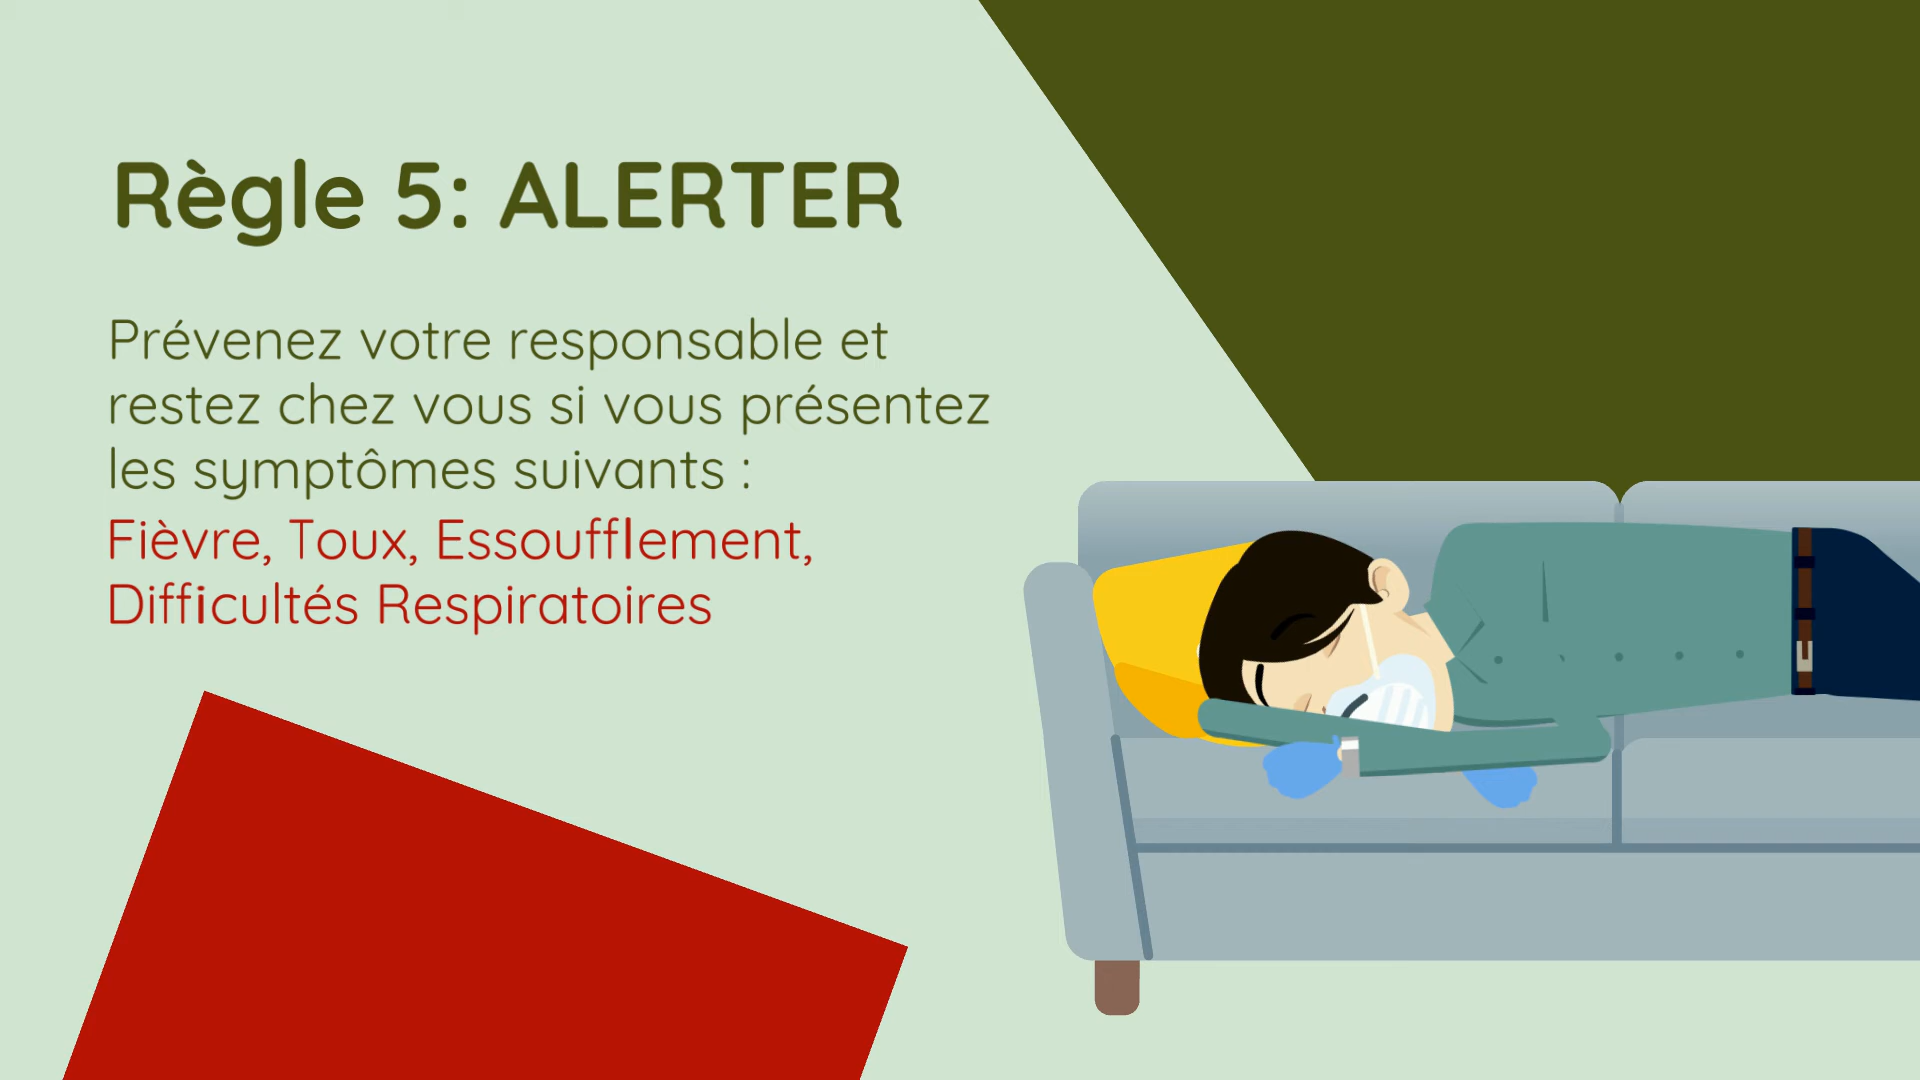 Règle 5: ALERTER
Prévenez votre responsable et
restez chez vous si vous présentez
les symptômes suivants :
Fièvre, Toux, Essoufflement,
Difficultés Respiratoires